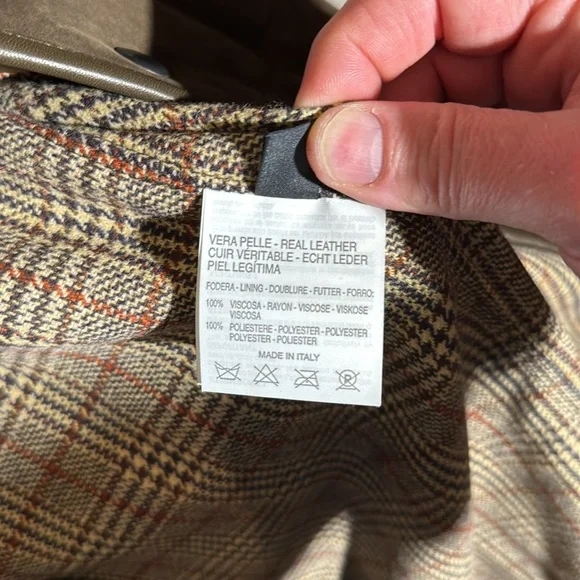 VERA PELLE - REAL LEATHER
CUIR VÉRITABLE - ECHT LEDER
PIEL LEGÍTIMA
FODERA - LINING - DOUBLURE - FUTTER - FORRO:
100% VISCOSA - RAYON - VISCOSE - VISKOSE
VISCOSA
100% POLIESTERE - POLYESTER - POLYESTER
POLYESTER - POLIESTER
MADE IN ITALY